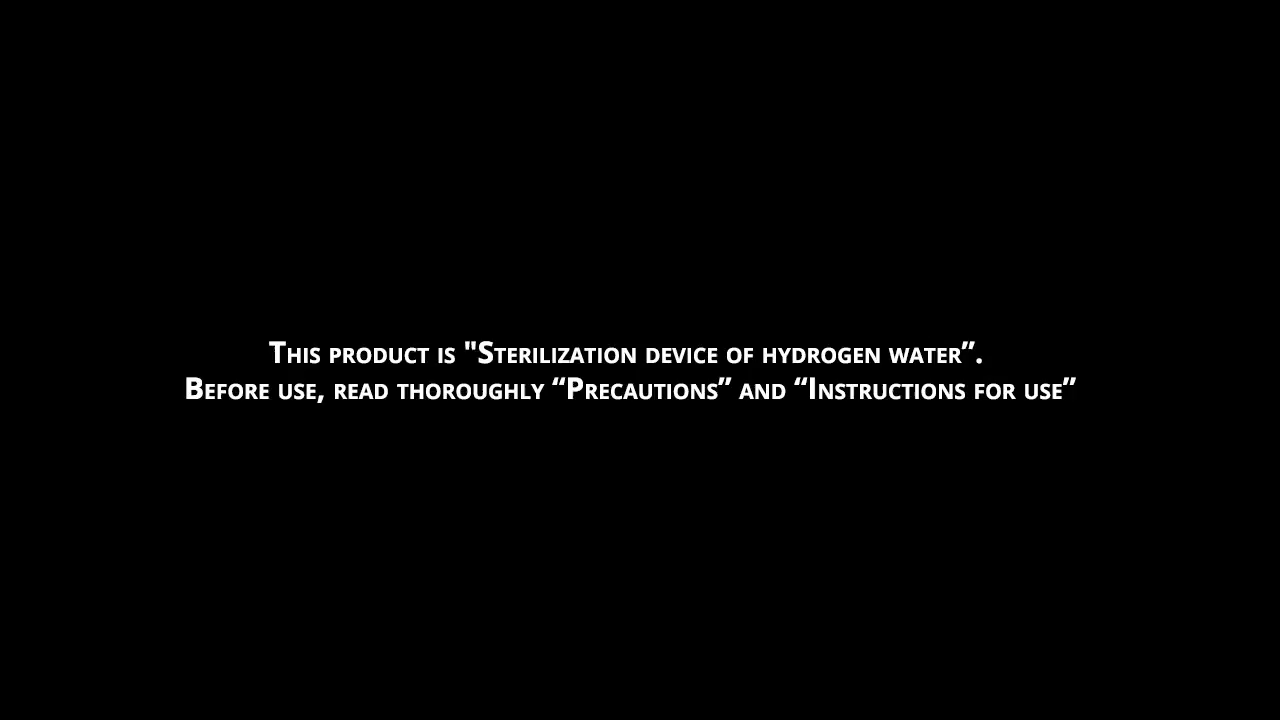 This product is "Sterilization device of hydrogen water”.
Before use, read thoroughly “Precautions” and “Instructions for use”